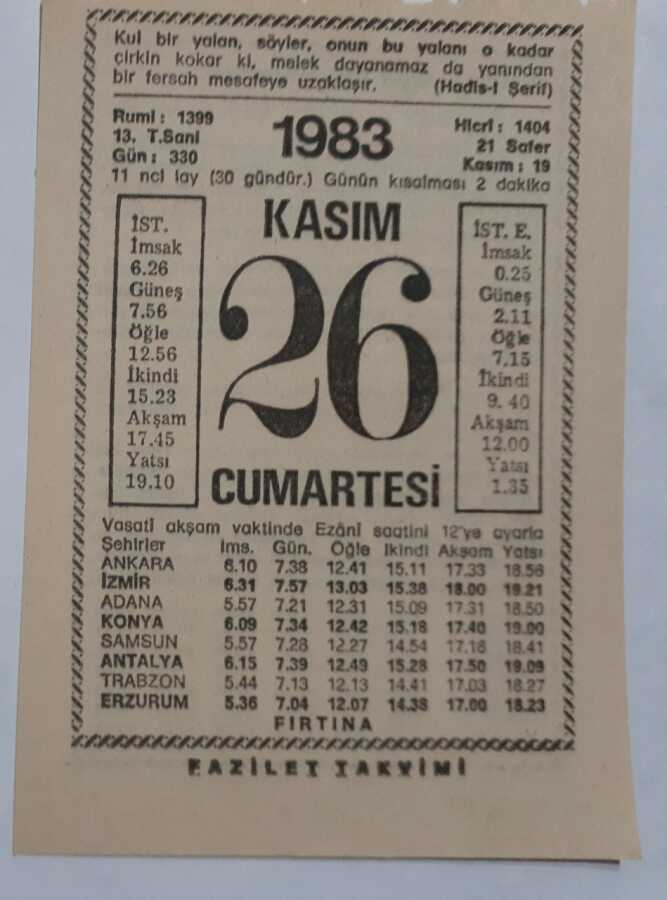 Kul bir yalan, söyler, onun bu yalanı o kadar
çirkin kokar ki, melek dayanamaz da yanından
bir fersah mesafeye uzaklaşır. (Hadîs-i Şerif)
Rumi : 1399
13. T.Sani
Gün : 330
1983
Hicri : 1404
21 Safer
Kasım : 19
11 nci lay (30 gündür.) Günün kısalması 2 dakika
KASIM
26
CUMARTESİ
İST.
İmsak
6.26
Güneş
7.56
Öğle
12.56
İkindi
15.23
Akşam
17.45
Yatsı
19.10
İST. E.
İmsak
0.25
Güneş
2.11
Öğle
7.15
İkindi
9. 40
Akşam
12.00
Yatsı
1.35
Vasatî akşam vaktinde Ezânî saatini 12'ye ayarla
Şehirler İms. Gün. Öğle İkindi Akşam Yatsı
ANKARA 6.10 7.38 12.41 15.11 17.33 18.56
İZMİR 6.31 7.57 13.03 15.38 18.00 19.21
ADANA 5.57 7.21 12.31 15.09 17.31 18.50
KONYA 6.09 7.34 12.42 15.18 17.40 19.00
SAMSUN 5.57 7.28 12.27 14.54 17.16 18.41
ANTALYA 6.15 7.39 12.49 15.28 17.50 19.09
TRABZON 5.44 7.13 12.13 14.41 17.03 18.27
ERZURUM 5.36 7.04 12.07 14.38 17.00 18.23
FIRTINA
FAZİLET TAKVİMİ